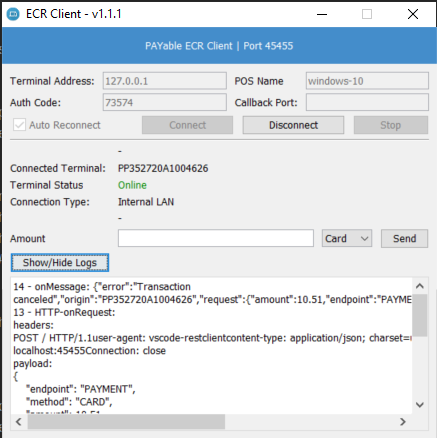 ECR Client - v1.1.1
PAYable ECR Client | Port 45455
Terminal Address: 127.0.0.1 POS Name windows-10
Auth Code: 73574 Callback Port:
Auto Reconnect Connect Disconnect Stop
-
Connected Terminal: PP352720A1004626
Terminal Status Online
Connection Type: Internal LAN
-
Amount Card Send
Show/Hide Logs
14 - onMessage: {"error":"Transaction
canceled","origin":"PP352720A1004626","request":{"amount":10.51,"endpoint":"PAYME
13 - HTTP-onRequest:
headers:
POST / HTTP/1.1user-agent: vscode-restclientcontent-type: application/json; charset=
localhost:45455Connection: close
payload:
{
"endpoint": "PAYMENT",
"method": "CARD",
"amount": 10.51,